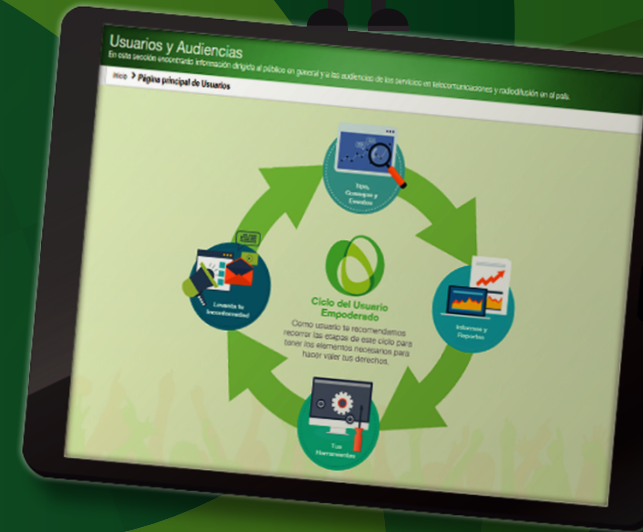 Usuarios y Audiencias
En esta sección encontrarás información dirigida al público en general y a las audiencias de los servicios en telecomunicaciones y radiodifusión en el país.
Inicio > Página principal de Usuarios
Tips,
Consejos y
Eventos
Levanta tu
Inconformidad
Ciclo del Usuario
Empoderado
Como usuario te recomendamos
recorrer las etapas de este ciclo para
tener los elementos necesarios para
hacer valer tus derechos.
Informes y
Reportes
Tus
Herramientas